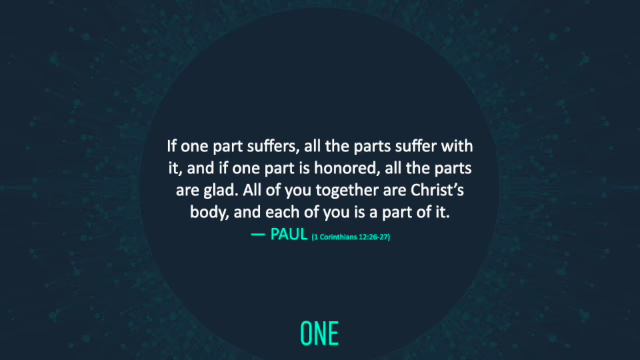 If one part suffers, all the parts suffer with
it, and if one part is honored, all the parts
are glad. All of you together are Christ’s
body, and each of you is a part of it.
— PAUL (1 Corinthians 12:26-27)
ONE